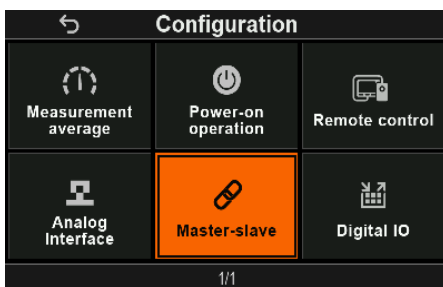 Configuration
Measurement
average
Power-on
operation
Remote control
Analog
Interface
Master-slave
Digital IO
1/1